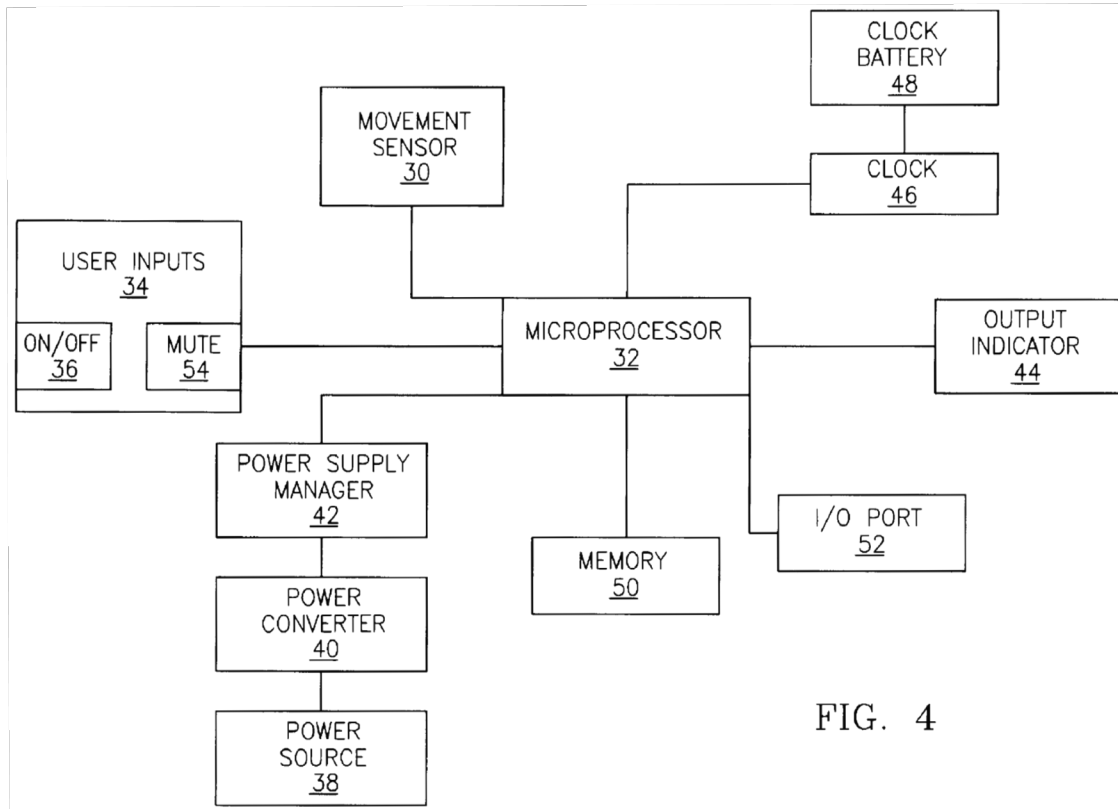 CLOCK
BATTERY
48
MOVEMENT
SENSOR
30
CLOCK
46
USER INPUTS
34
ON/OFF
36
MUTE
54
MICROPROCESSOR
32
OUTPUT
INDICATOR
44
POWER SUPPLY
MANAGER
42
I/O PORT
52
MEMORY
50
POWER
CONVERTER
40
POWER
SOURCE
38
FIG. 4